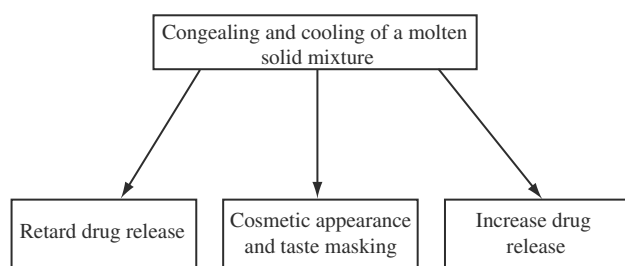 Congealing and cooling of a molten
solid mixture
Retard drug release
Cosmetic appearance
and taste masking
Increase drug
release